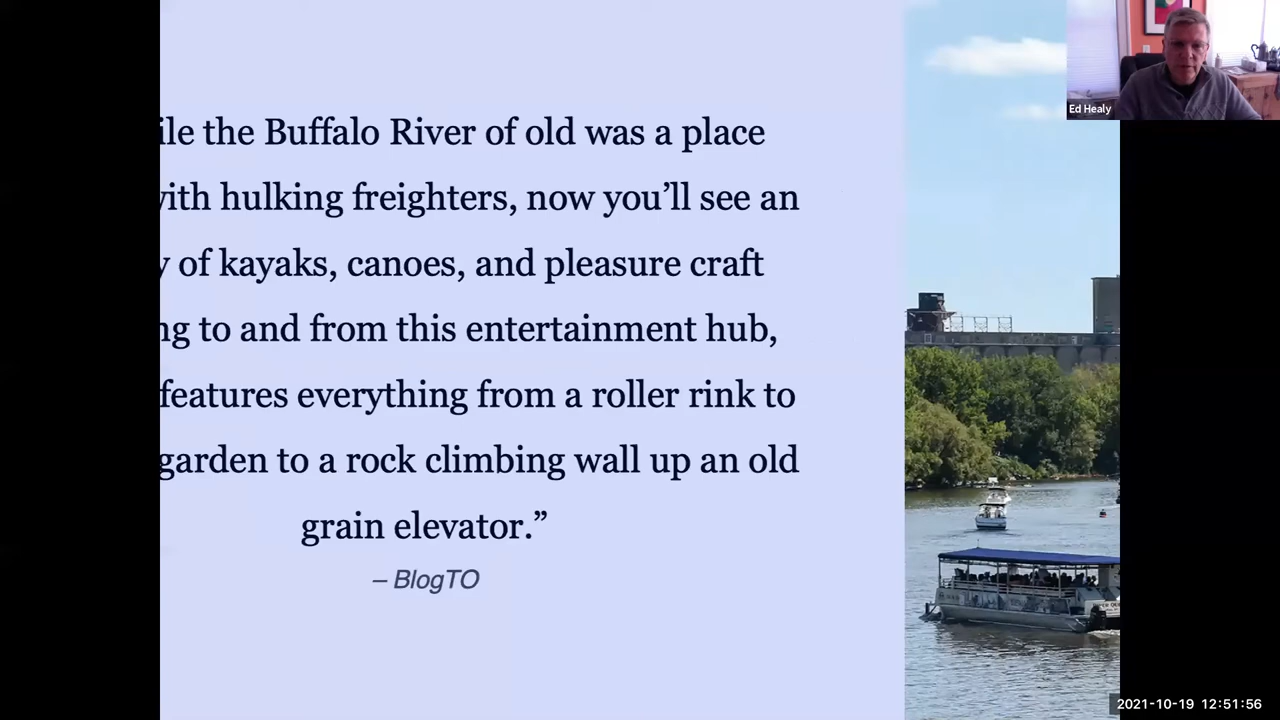 ile the Buffalo River of old was a place
with hulking freighters, now you’ll see an
y of kayaks, canoes, and pleasure craft
ng to and from this entertainment hub,
features everything from a roller rink to
garden to a rock climbing wall up an old
grain elevator.”
– BlogTO
Ed Healy
2021-10-19 12:51:56